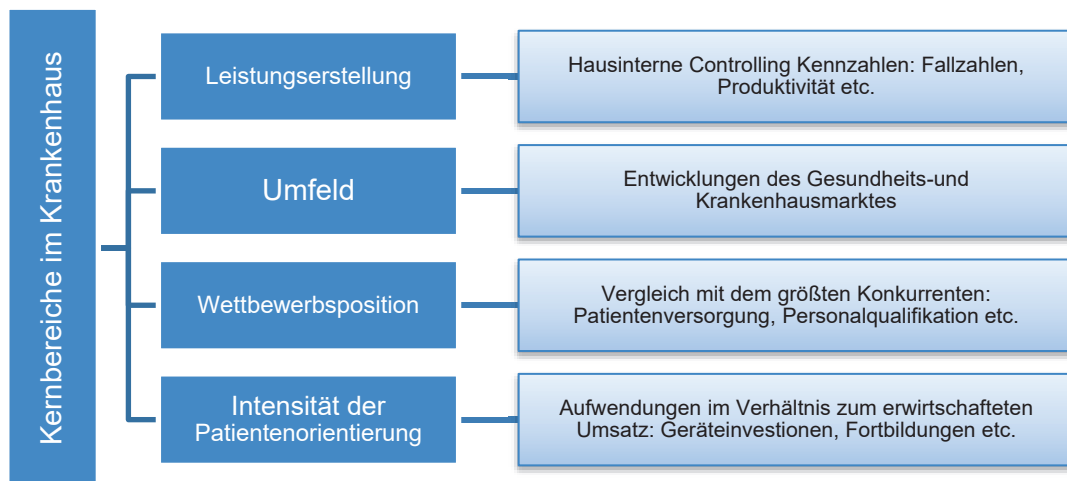 Kernbereiche im Krankenhaus
Leistungserstellung
Hausinterne Controlling Kennzahlen: Fallzahlen,
Produktivität etc.
Umfeld
Entwicklungen des Gesundheits-und
Krankenhausmarktes
Wettbewerbsposition
Vergleich mit dem größten Konkurrenten:
Patientenversorgung, Personalqualifikation etc.
Intensität der
Patientenorientierung
Aufwendungen im Verhältnis zum erwirtschafteten
Umsatz: Geräteinvestionen, Fortbildungen etc.